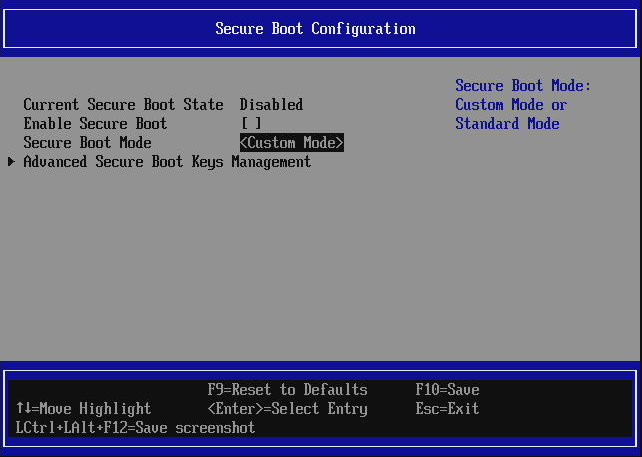 Secure Boot Configuration
Secure Boot Mode:
Current Secure Boot State Disabled Custom Mode or
Enable Secure Boot [ ] Standard Mode
Secure Boot Mode <Custom Mode>
▶ Advanced Secure Boot Keys Management
F9=Reset to Defaults F10=Save
↑↓=Move Highlight <Enter>=Select Entry Esc=Exit
LCtrl+LAlt+F12=Save screenshot